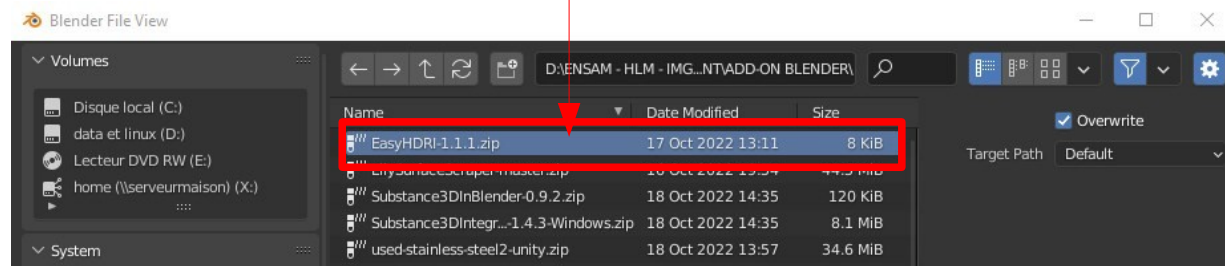 Blender File View
Volumes
Disque local (C:)
data et linux (D:)
Lecteur DVD RW (E:)
home (\\serveurmaison) (X:)
System
D:\ENSAM - HLM - IMG...NT\ADD-ON BLENDER\
Name Date Modified Size
EasyHDRI-1.1.1.zip 17 Oct 2022 13:11 8 KiB
Substance3DInBlender-0.9.2.zip 18 Oct 2022 14:35 120 KiB
Substance3DIntegr...-1.4.3-Windows.zip 18 Oct 2022 14:35 8.1 MiB
used-stainless-steel2-unity.zip 18 Oct 2022 13:57 34.6 MiB
Overwrite
Target Path Default